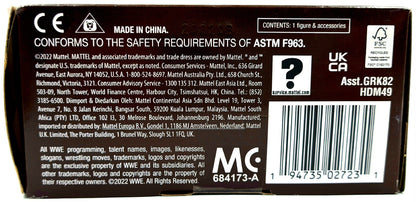 MADE IN CHINA.
CONTENTS: 1 figure & accessories
CONFORMS TO THE SAFETY REQUIREMENTS OF ASTM F963.
©2022 Mattel. MATTEL and associated trademarks and trade dress are owned by Mattel. * and ™
designate U.S. trademarks of Mattel, except as noted. Consumer Services - Mattel, Inc., 636 Girard
Avenue, East Aurora, NY 14052, U.S.A. 1-800-524-8697. Mattel Australia Pty. Ltd., 658 Church St.,
Richmond, Victoria, 3121. Consumer Advisory Service - 1300 135 312. Mattel East Asia Ltd., Room
503-09, North Tower, World Finance Centre, Harbour City, Tsimshatsui, HK, China. Tel.: (852)
3185-6500. Diimport & Diedarkan Oleh: Mattel Continental Asia Sdn Bhd. Level 19, Tower 3,
Avenue 7, No. 8 Jalan Kerinchi, Bangsar South, 59200 Kuala Lumpur, Malaysia. Mattel South Africa
(PTY) LTD, Office 102 I3, 30 Melrose Boulevard, Johannesburg 2196. Manufactured for and
imported and distributed by: Mattel Europa B.V., Gondel 1, 1186 MJ Amstelveen, Nederland. Mattel
U.K. Limited, The Porter Building, 1 Brunel Way, Slough SL1 1FQ, UK.
All WWE programming, talent names, images, likenesses,
slogans, wrestling moves, trademarks, logos and copyrights
are the exclusive property of WWE and its subsidiaries. All
other trademarks, logos and copyrights are the property of
their respective owners. ©2022 WWE. All Rights Reserved.
?
service.mattel.com
UK
CA
FSC
Asst.GRK82
HDM49
MC
684173-A
1 94735 02723 1